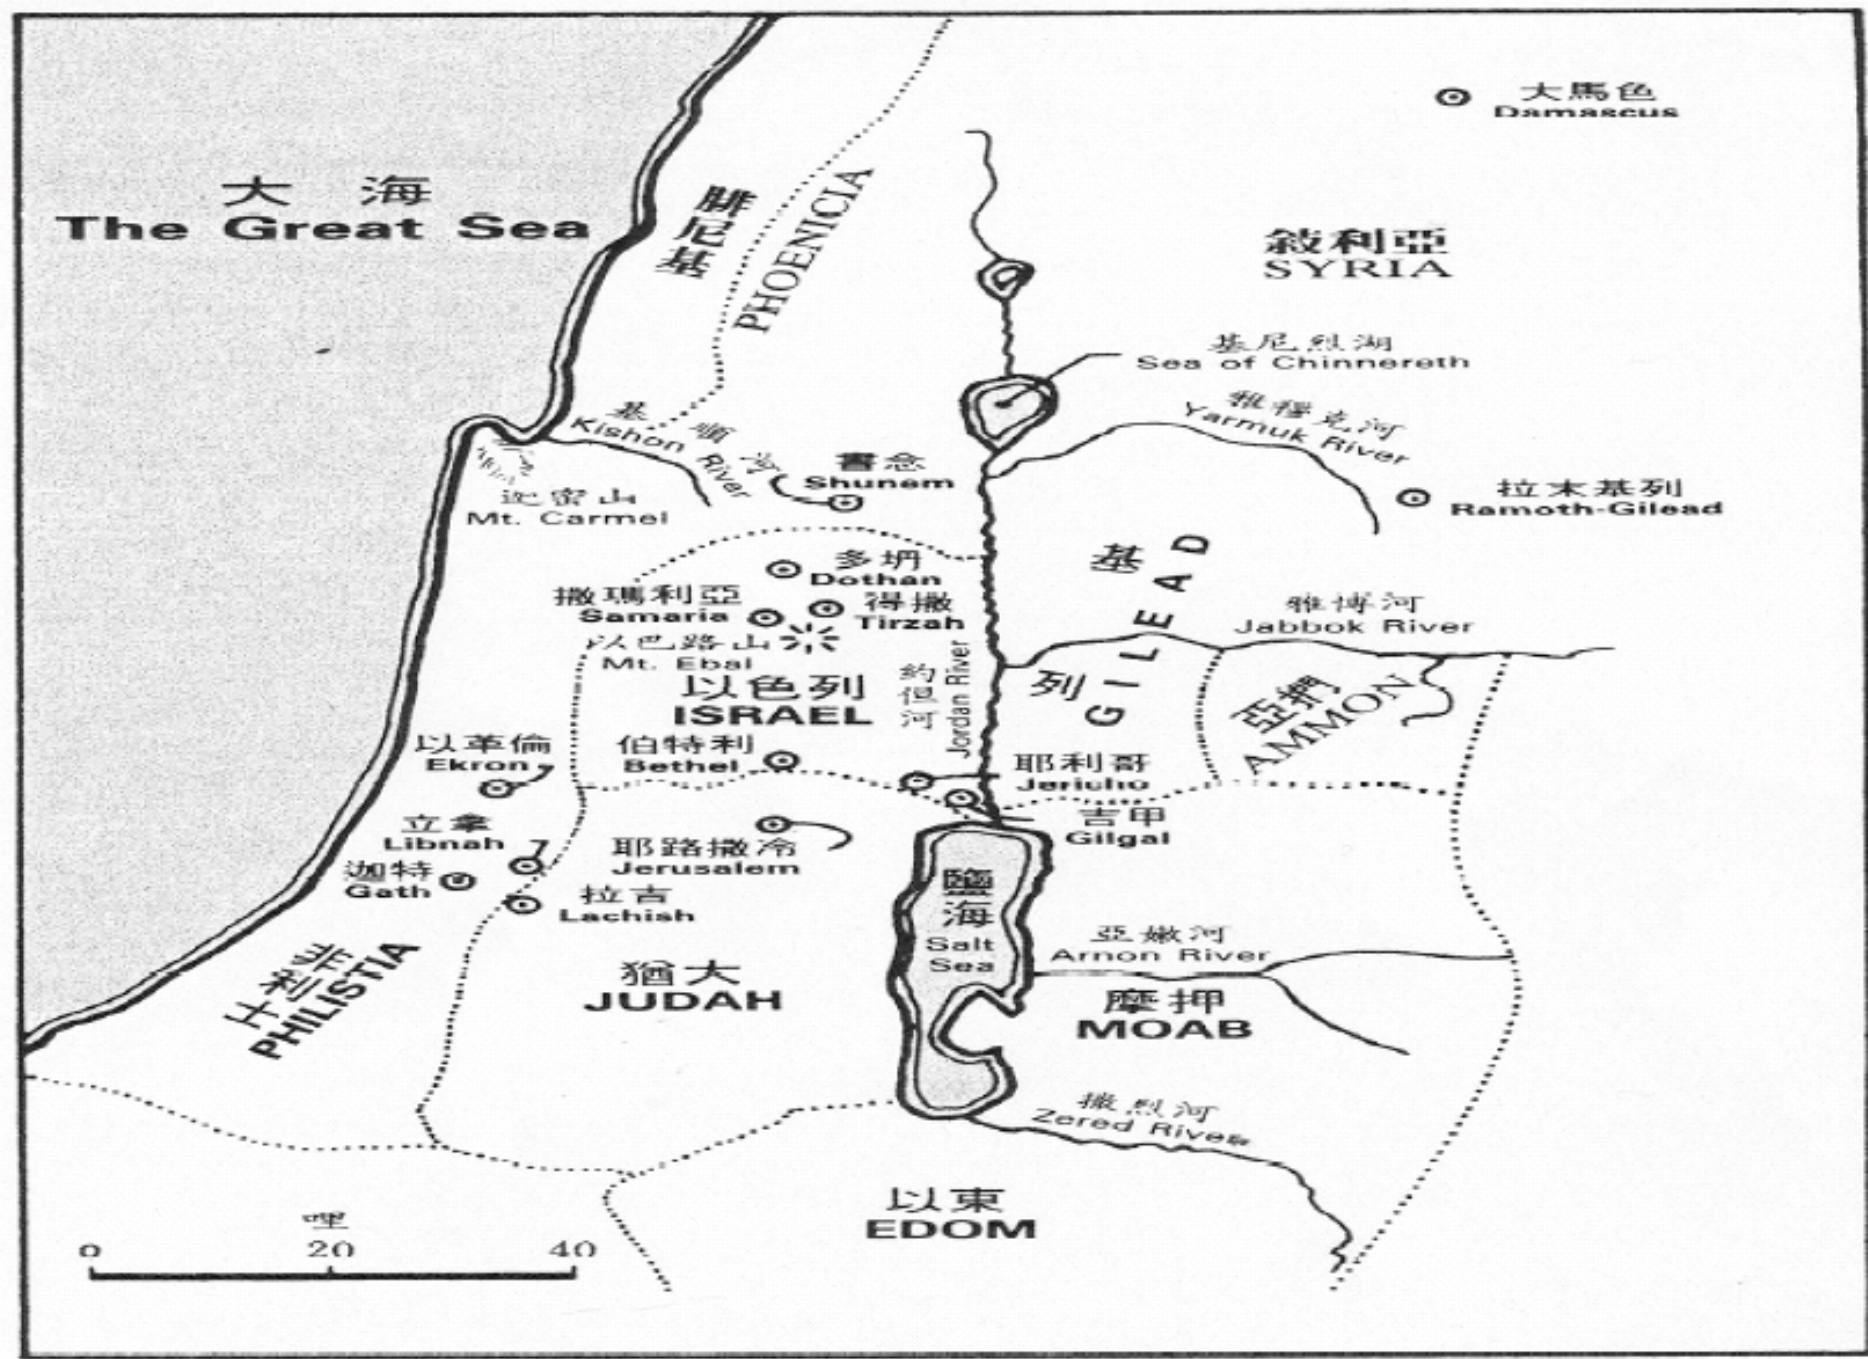 大馬色
Damascus
大 海
The Great Sea
腓尼基
PHOENICIA
敍利亞
SYRIA
基尼烈湖
Sea of Chinnereth
雅穆克河
Yarmuk River
基順河
Kishon River
書念
Shunem
拉末基列
Ramoth-Gilead
迦密山
Mt. Carmel
基列
GILEAD
多坍
Dothan
撒瑪利亞
Samaria
得撒
Tirzah
雅博河
Jabbok River
以巴路山
Mt. Ebal
約但河
Jordan River
以色列
ISRAEL
亞捫
AMMON
以革倫
Ekron
伯特利
Bethel
耶利哥
Jericho
吉甲
Gilgal
立拿
Libnah
耶路撒冷
Jerusalem
迦特
Gath
拉吉
Lachish
鹽海
Salt
Sea
亞嫩河
Arnon River
PHILISTIA
猶大
JUDAH
摩押
MOAB
撒烈河
Zered River
以東
EDOM
哩
0 20 40